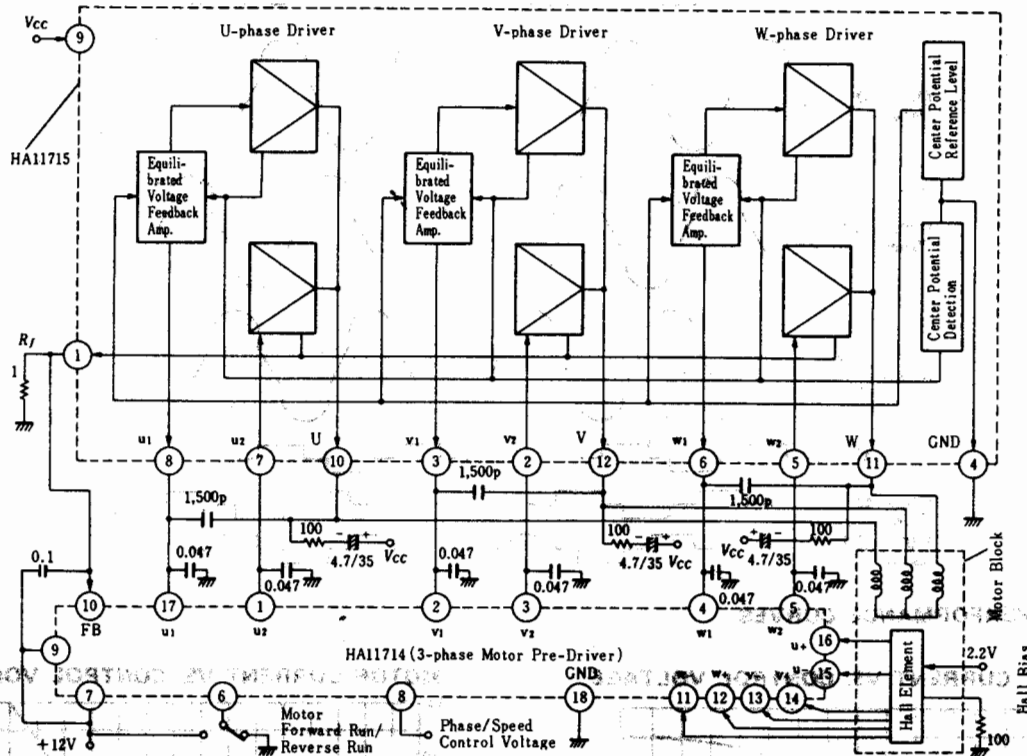 Vcc
9
U-phase Driver
V-phase Driver
W-phase Driver
HA11715
Center Potential
Reference Level
Equili-
brated
Voltage
Feedback
Amp.
Equili-
brated
Voltage
Feedback
Amp.
Equili-
brated
Voltage
Feedback
Amp.
Center Potential
Detection
Rf
1
1
u1
u2
U
v1
v2
V
w1
w2
W
GND
8
7
10
3
2
12
6
5
11
4
1,500p
1,500p
1,500p
100
4.7/35
Vcc
100
4.7/35
Vcc
100
4.7/35
Vcc
0.1
0.047
0.047
0.047
0.047
0.047
0.047
Motor Block
10
17
1
2
3
4
5
FB
u1
u2
v1
v2
w1
w2
16
u+
9
HA11714 (3-phase Motor Pre-Driver)
15
u-
GND
w-
w+
v-
v+
7
6
8
18
11
12
13
14
Hall Element
2.2V
Hall Bias
100
+12V
Motor
Forward Run/
Reverse Run
Phase/Speed
Control Voltage